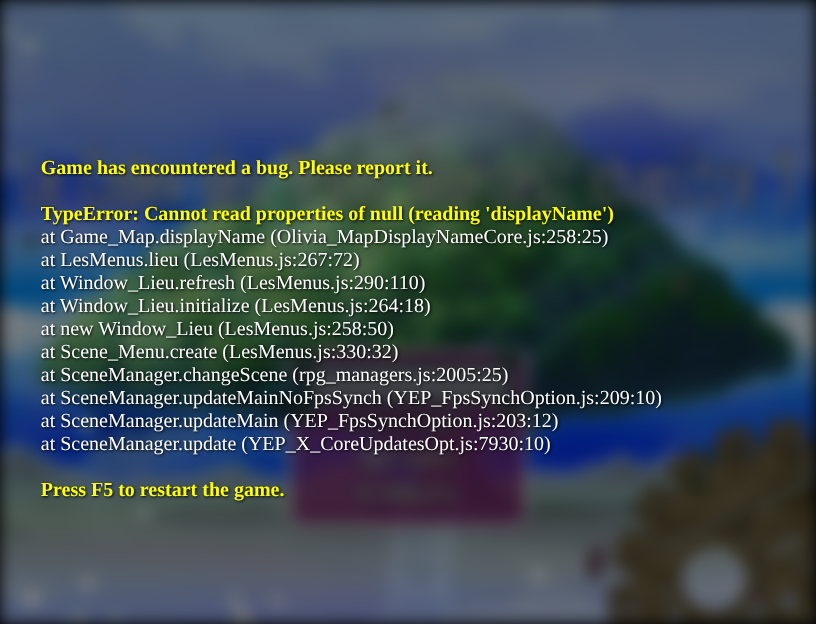 Game has encountered a bug. Please report it.
TypeError: Cannot read properties of null (reading 'displayName')
at Game_Map.displayName (Olivia_MapDisplayNameCore.js:258:25)
at LesMenus.lieu (LesMenus.js:267:72)
at Window_Lieu.refresh (LesMenus.js:290:110)
at Window_Lieu.initialize (LesMenus.js:264:18)
at new Window_Lieu (LesMenus.js:258:50)
at Scene_Menu.create (LesMenus.js:330:32)
at SceneManager.changeScene (rpg_managers.js:2005:25)
at SceneManager.updateMainNoFpsSynch (YEP_FpsSynchOption.js:209:10)
at SceneManager.updateMain (YEP_FpsSynchOption.js:203:12)
at SceneManager.update (YEP_X_CoreUpdatesOpt.js:7930:10)
Press F5 to restart the game.